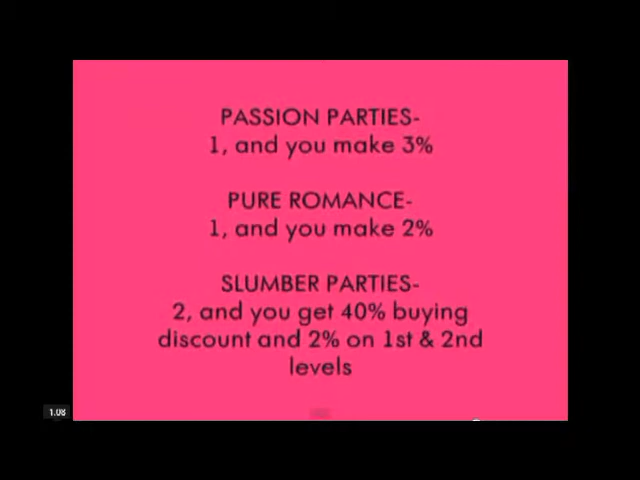 PASSION PARTIES-
1, and you make 3%
PURE ROMANCE-
1, and you make 2%
SLUMBER PARTIES-
2, and you get 40% buying
discount and 2% on 1st & 2nd
levels
1:08